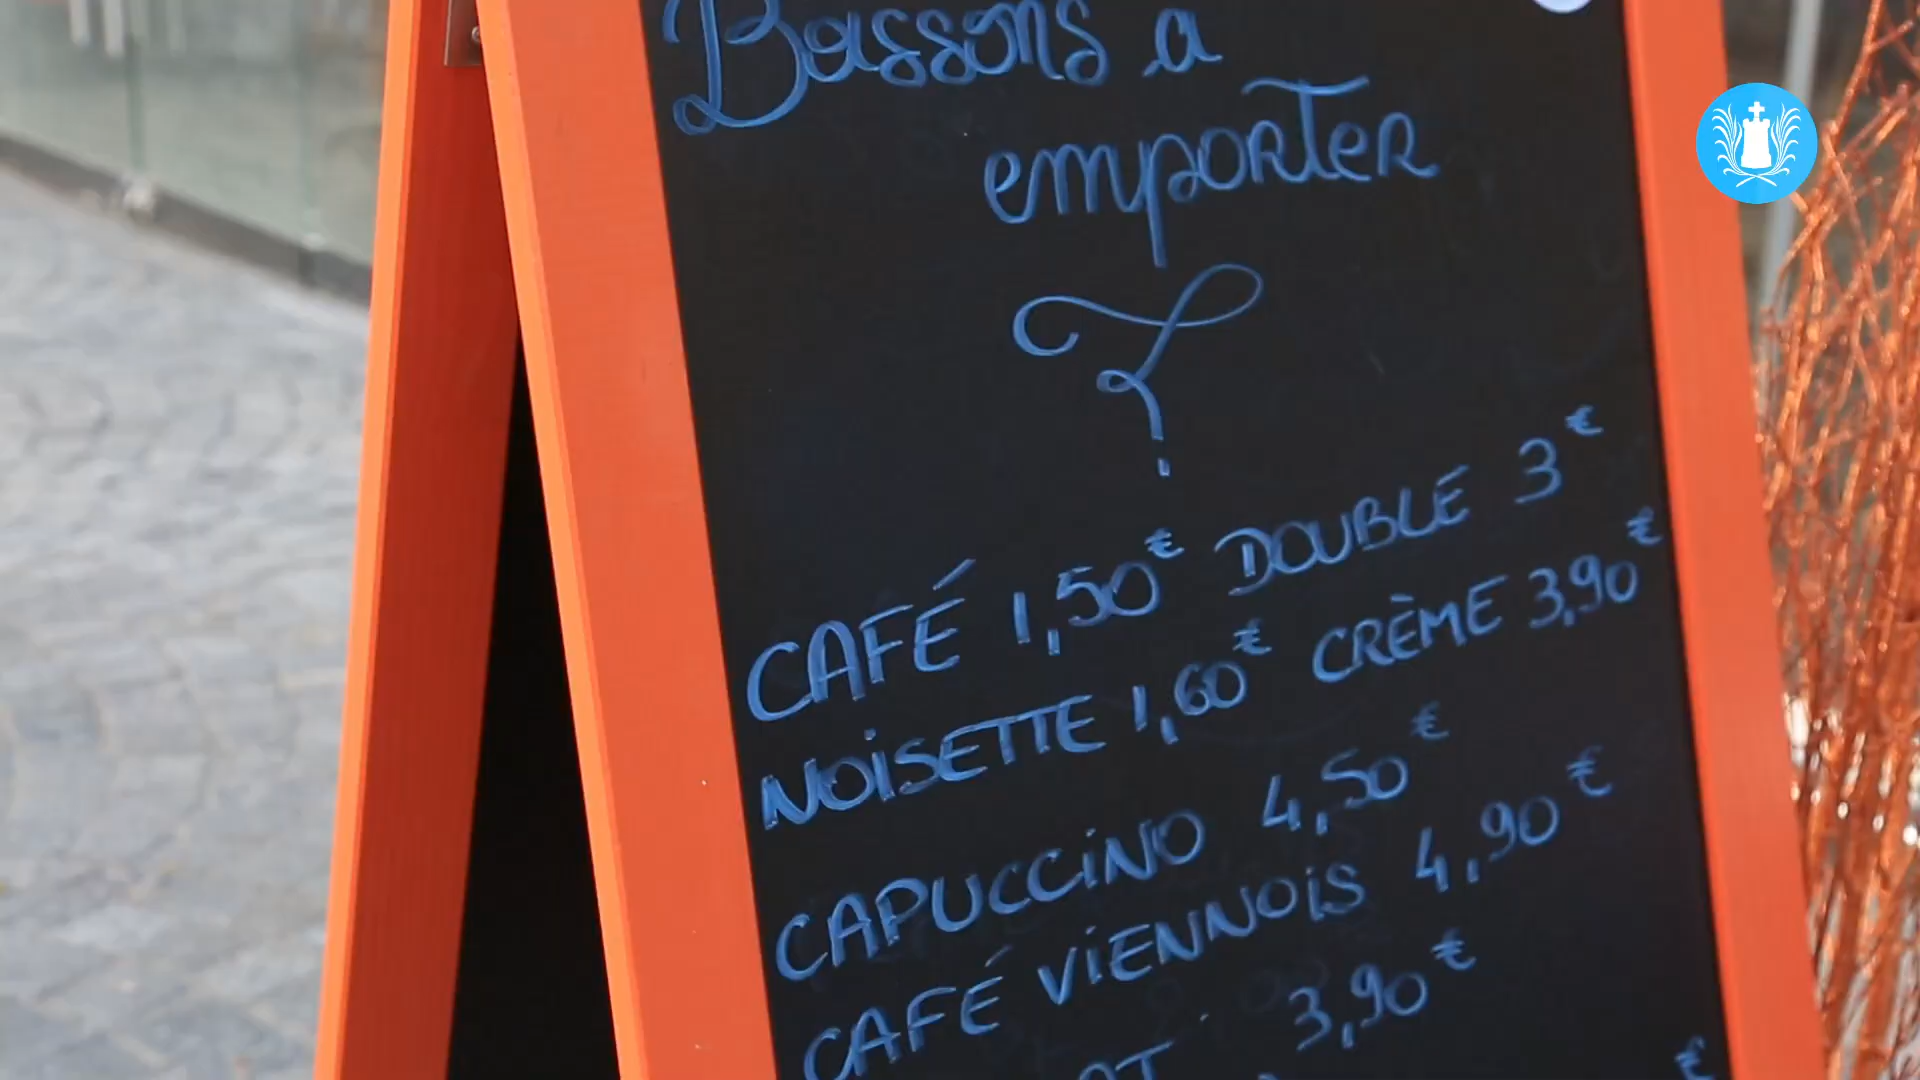 Boissons a
emporter
CAFÉ 1,50€ DOUBLE 3€
NOISETTE 1,60€ CRÈME 3,90€
CAPUCCINO 4,50€
CAFÉ VIENNOIS 4,90€
3,90€
€